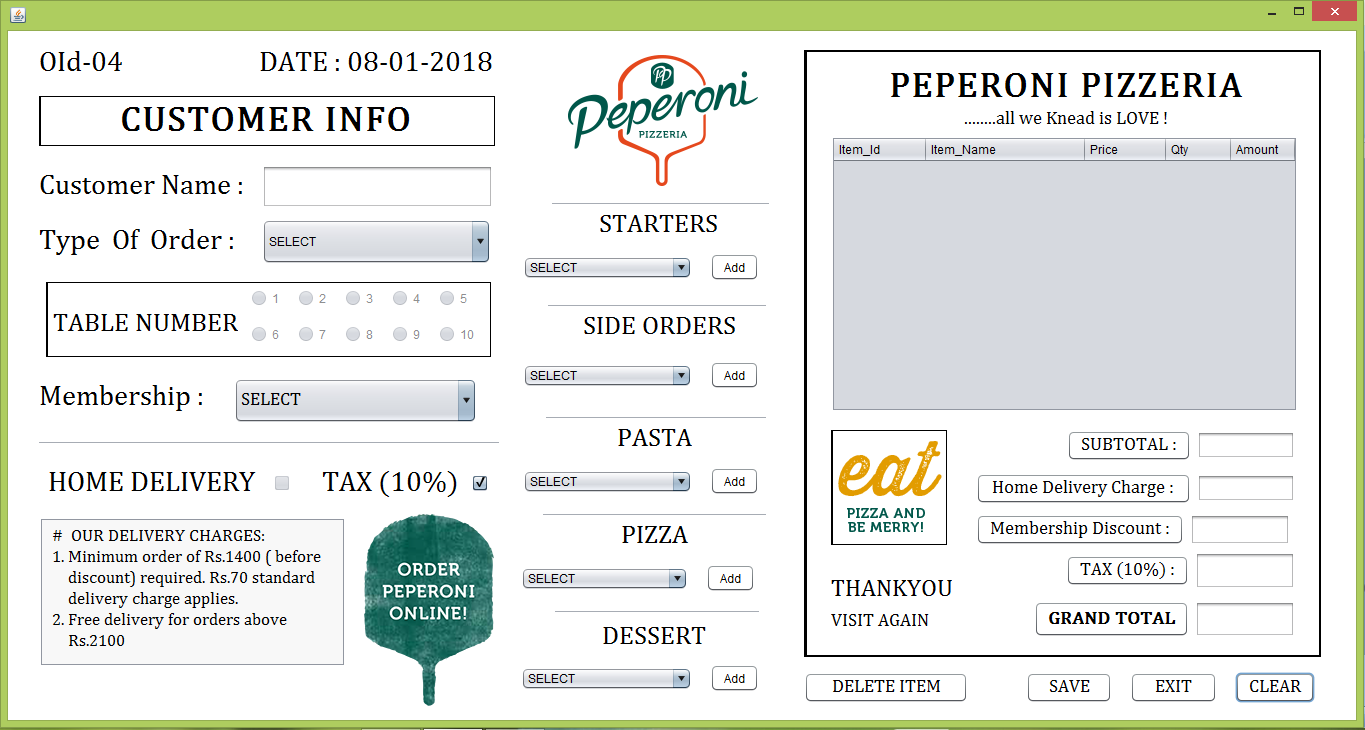 OId-04
DATE : 08-01-2018
CUSTOMER INFO
Customer Name :
Type Of Order :
SELECT
TABLE NUMBER
1 2 3 4 5
6 7 8 9 10
Membership :
SELECT
HOME DELIVERY
TAX (10%)
# OUR DELIVERY CHARGES:
1. Minimum order of Rs.1400 ( before
discount) required. Rs.70 standard
delivery charge applies.
2. Free delivery for orders above
Rs.2100
ORDER
PEPERONI
ONLINE!
PP
Peperoni
PIZZERIA
STARTERS
SELECT
Add
SIDE ORDERS
SELECT
Add
PASTA
SELECT
Add
PIZZA
SELECT
Add
DESSERT
SELECT
Add
PEPERONI PIZZERIA
........all we Knead is LOVE !
Item_Id Item_Name Price Qty Amount
eat
PIZZA AND
BE MERRY!
THANKYOU
VISIT AGAIN
SUBTOTAL :
Home Delivery Charge :
Membership Discount :
TAX (10%) :
GRAND TOTAL
DELETE ITEM
SAVE
EXIT
CLEAR